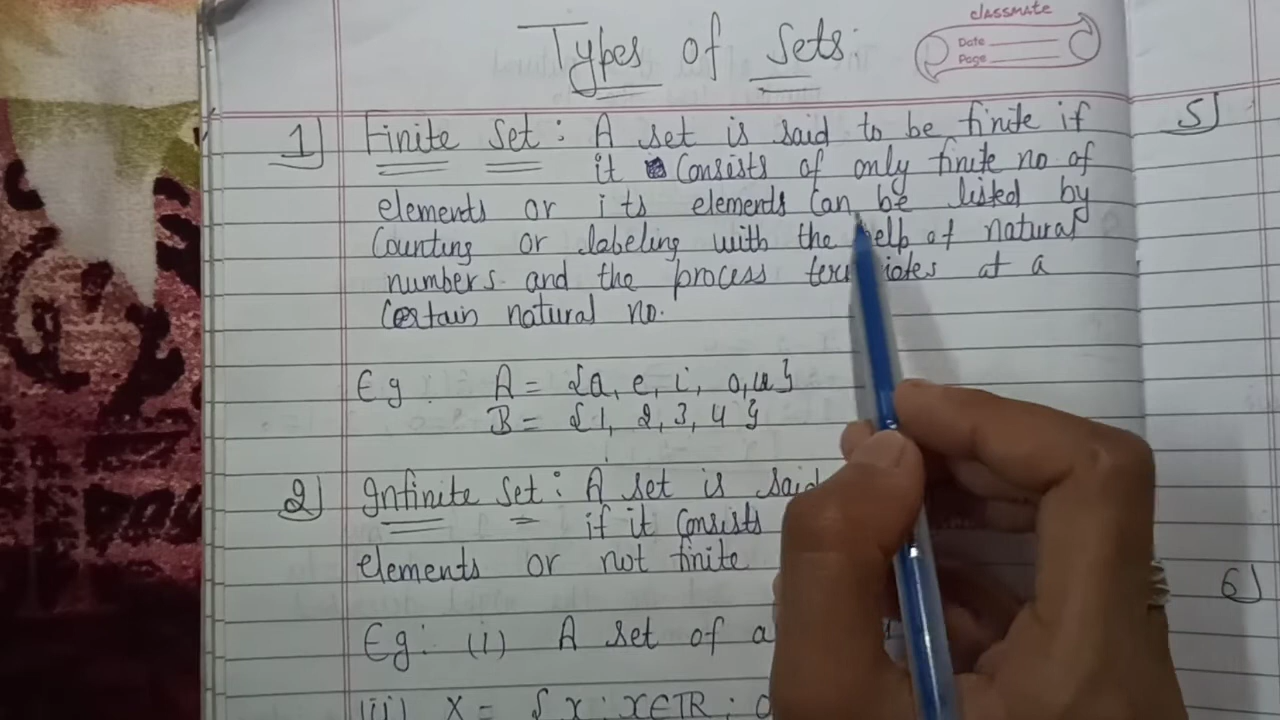 classmate
Date
Page
Types of Sets.
1) Finite Set: A set is said to be finite if
it Consists of only finite no of
elements or its elements Can be listed by
Counting or labeling with the help of natural
numbers and the process at a
Certain natural no.
Eg. A = {a, e, i, o, u}
B = {1, 2, 3, 4}
2) Infinite Set: A set is said
if it Consists
elements or not finite
Eg: (i) A set of
(ii) X = { x : x ∈ IR ;
5)
6)